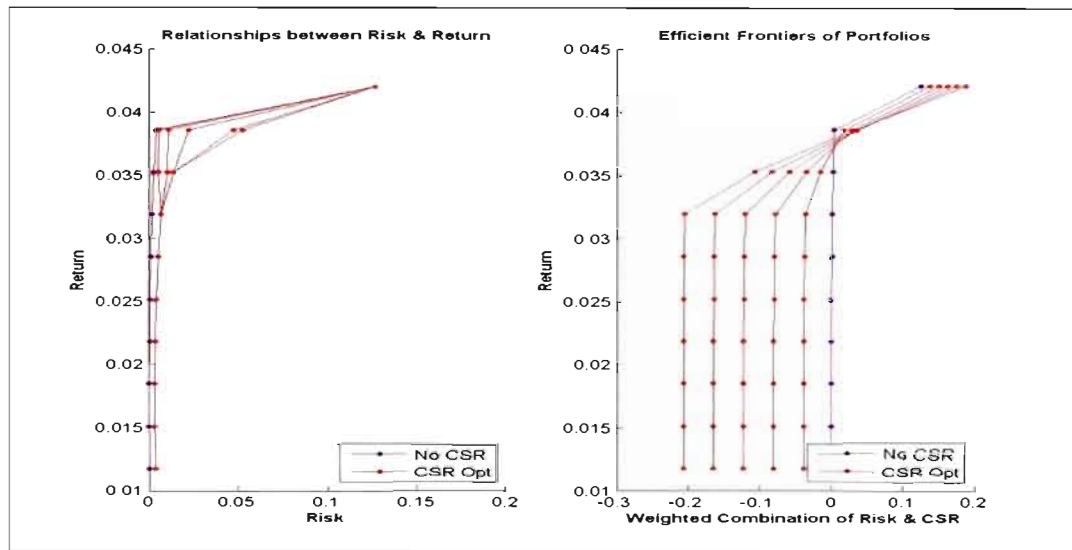 Relationships between Risk & Return
0.045
0.04
0.035
0.03
0.025
0.02
0.015
0.01
Return
0
0.05
0.1
0.15
0.2
Risk
No CSR
CSR Opt
Efficient Frontiers of Portfolios
0.045
0.04
0.035
0.03
0.025
0.02
0.015
0.01
Return
-0.3
-0.2
-0.1
0
0.1
0.2
Weighted Combination of Risk & CSR
No CSR
CSR Opt